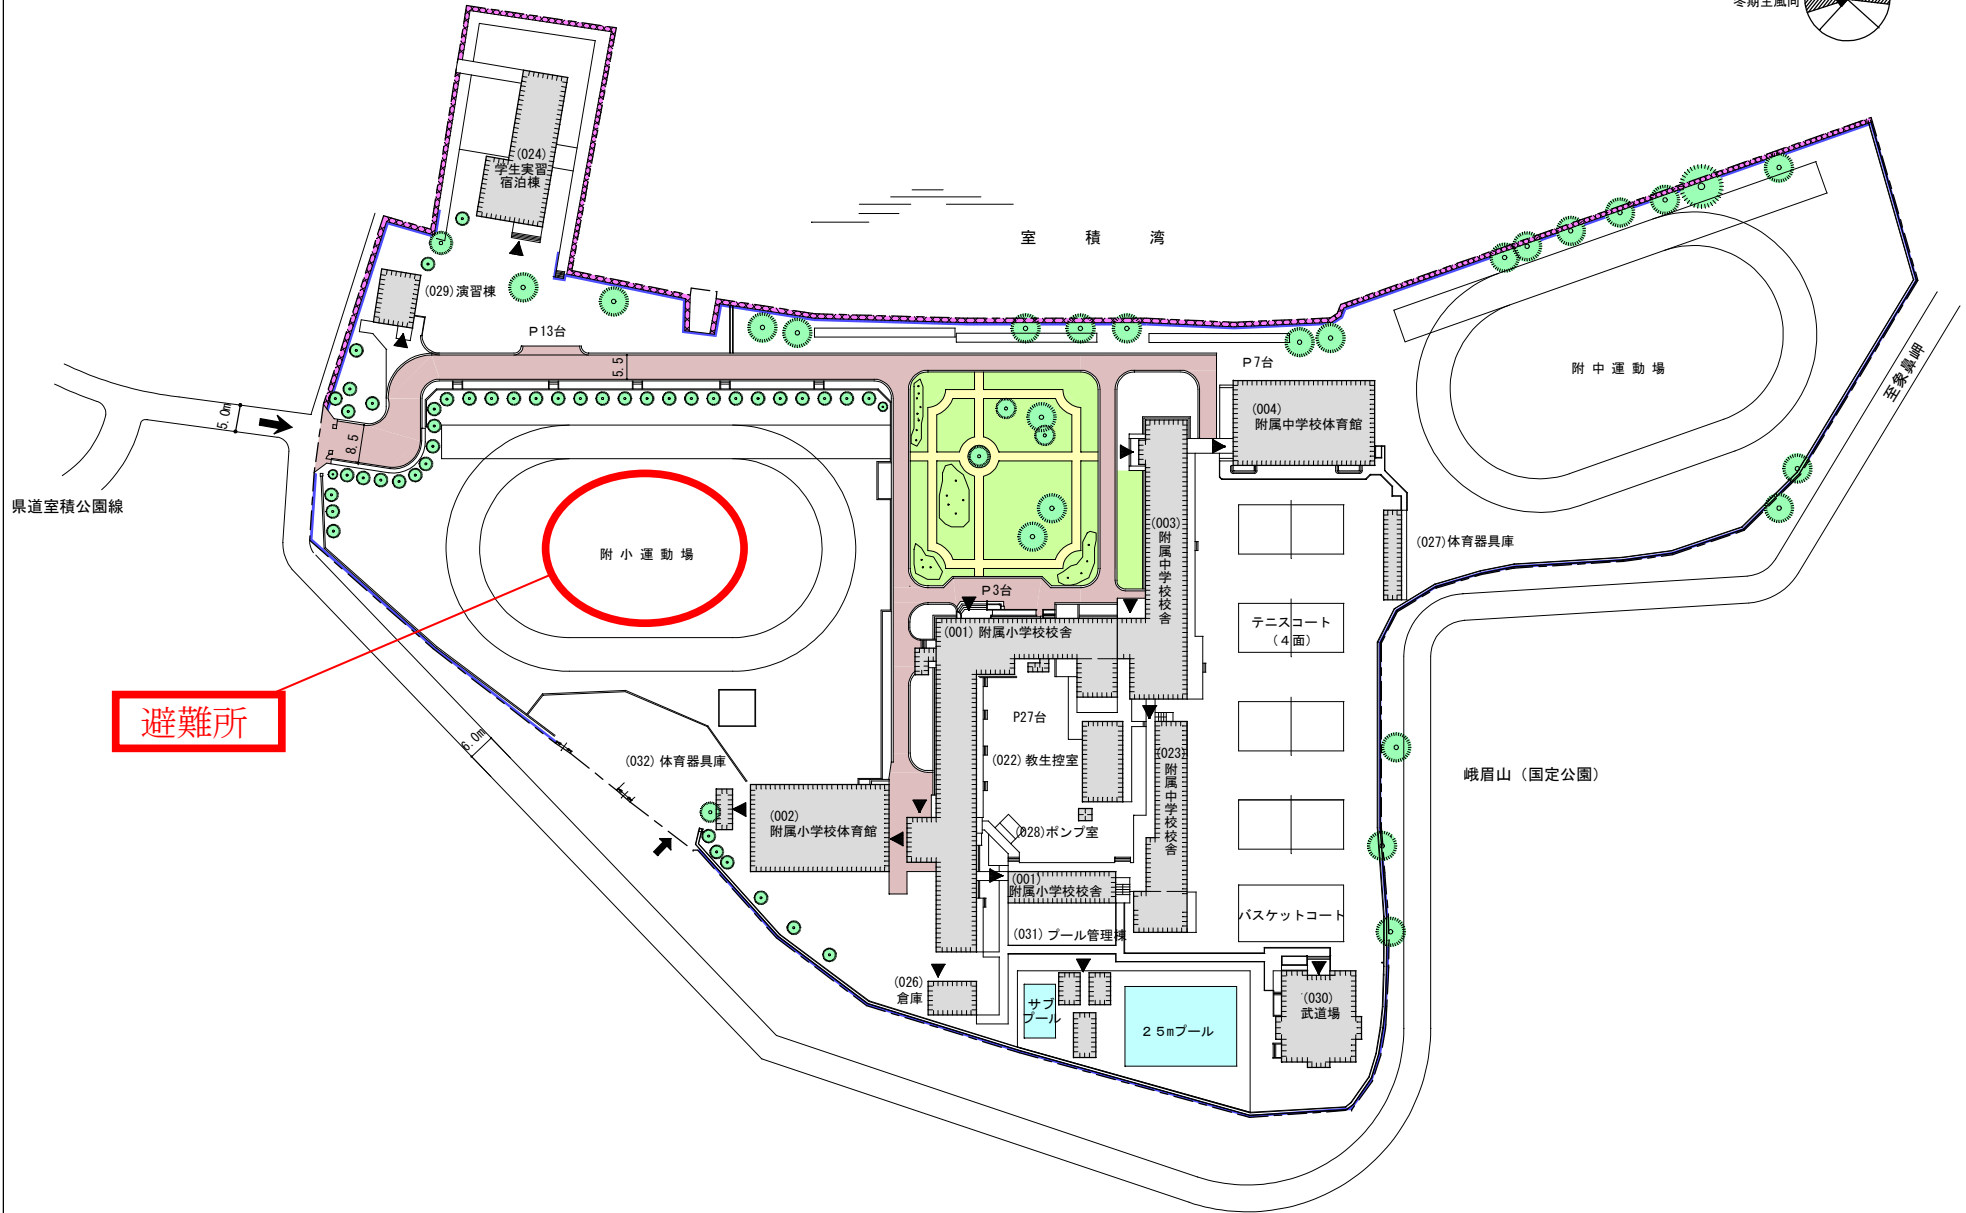 冬期主風向
(024)
学生実習
宿泊棟
室積湾
(029)演習棟
P13台
5.5
P7台
附中運動場
至象鼻岬
(004)
附属中学校体育館
5.0m
8.5
県道室積公園線
附小運動場
(003)
附属中学校校舎
(027)体育器具庫
P3台
(001)附属小学校校舎
テニスコート
(4面)
避難所
P27台
6.0m
(032)体育器具庫
(022)教生控室
(023)
附属中学校校舎
峨眉山（国定公園）
(002)
附属小学校体育館
(028)ポンプ室
(001)
附属小学校校舎
バスケットコート
(031)プール管理棟
(026)
倉庫
サブ
プール
25mプール
(030)
武道場